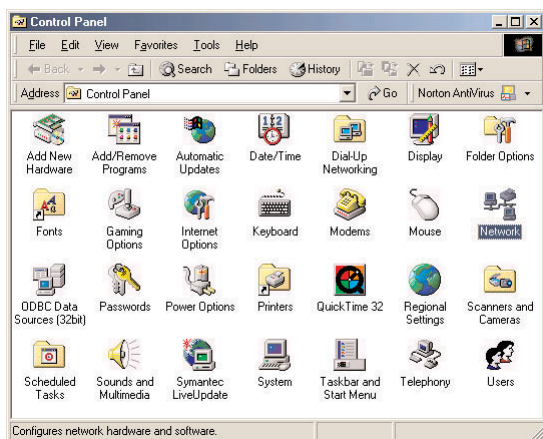 Control Panel
File Edit View Favorites Tools Help
Back Search Folders History
Address Control Panel Go Norton AntiVirus
Add New Hardware
Add/Remove Programs
Automatic Updates
Date/Time
Dial-Up Networking
Display
Folder Options
Fonts
Gaming Options
Internet Options
Keyboard
Modems
Mouse
Network
ODBC Data Sources (32bit)
Passwords
Power Options
Printers
QuickTime 32
Regional Settings
Scanners and Cameras
Scheduled Tasks
Sounds and Multimedia
Symantec LiveUpdate
System
Taskbar and Start Menu
Telephony
Users
Configures network hardware and software.